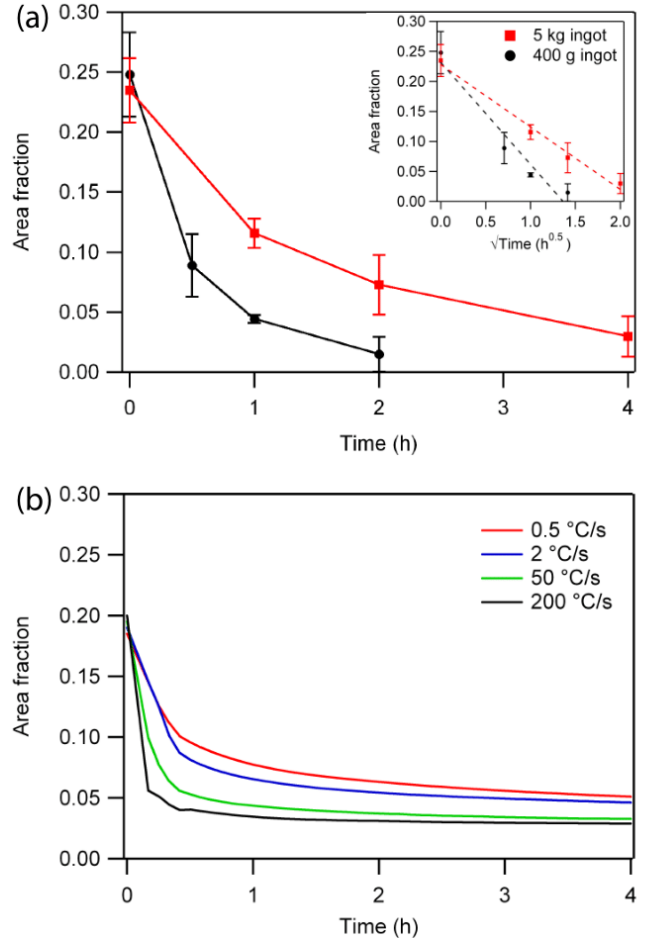 (a)
0.30
0.25
0.20
0.15
0.10
0.05
0.00
Area fraction
0
1
2
3
4
Time (h)
0.30
0.25
0.20
0.15
0.10
0.05
0.00
Area fraction
0.0
0.5
1.0
1.5
2.0
√Time (h^0.5)
5 kg ingot
400 g ingot
(b)
0.30
0.25
0.20
0.15
0.10
0.05
0.00
Area fraction
0
1
2
3
4
Time (h)
0.5 °C/s
2 °C/s
50 °C/s
200 °C/s